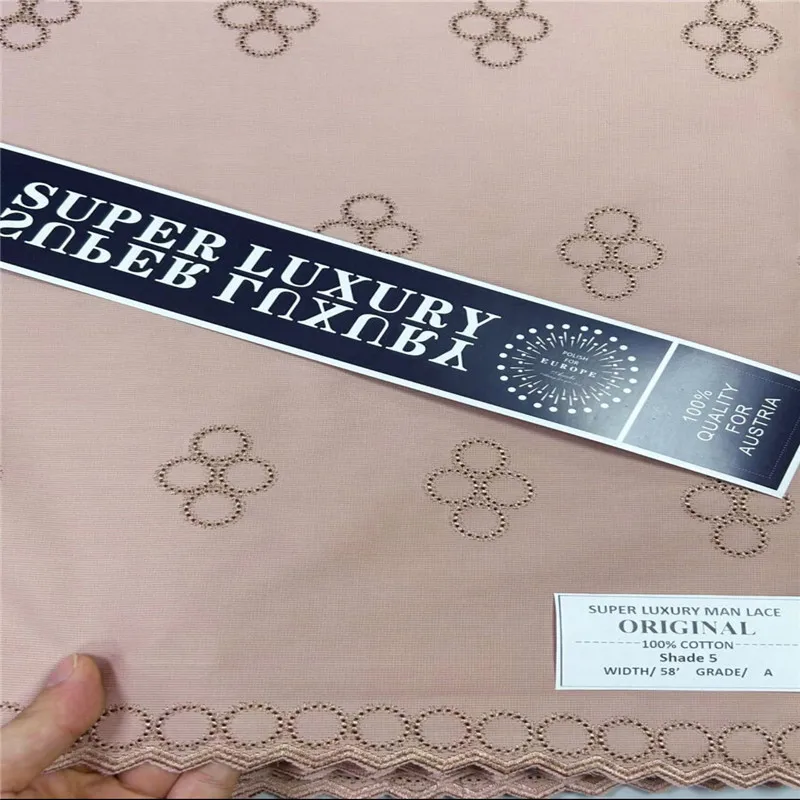 SUPER LUXURY
SUPER LUXURY
POLISH
FOR
EUROPE
100%
QUALITY
FOR
AUSTRIA
SUPER LUXURY MAN LACE
ORIGINAL
100% COTTON
Shade 5
WIDTH/ 58' GRADE/ A